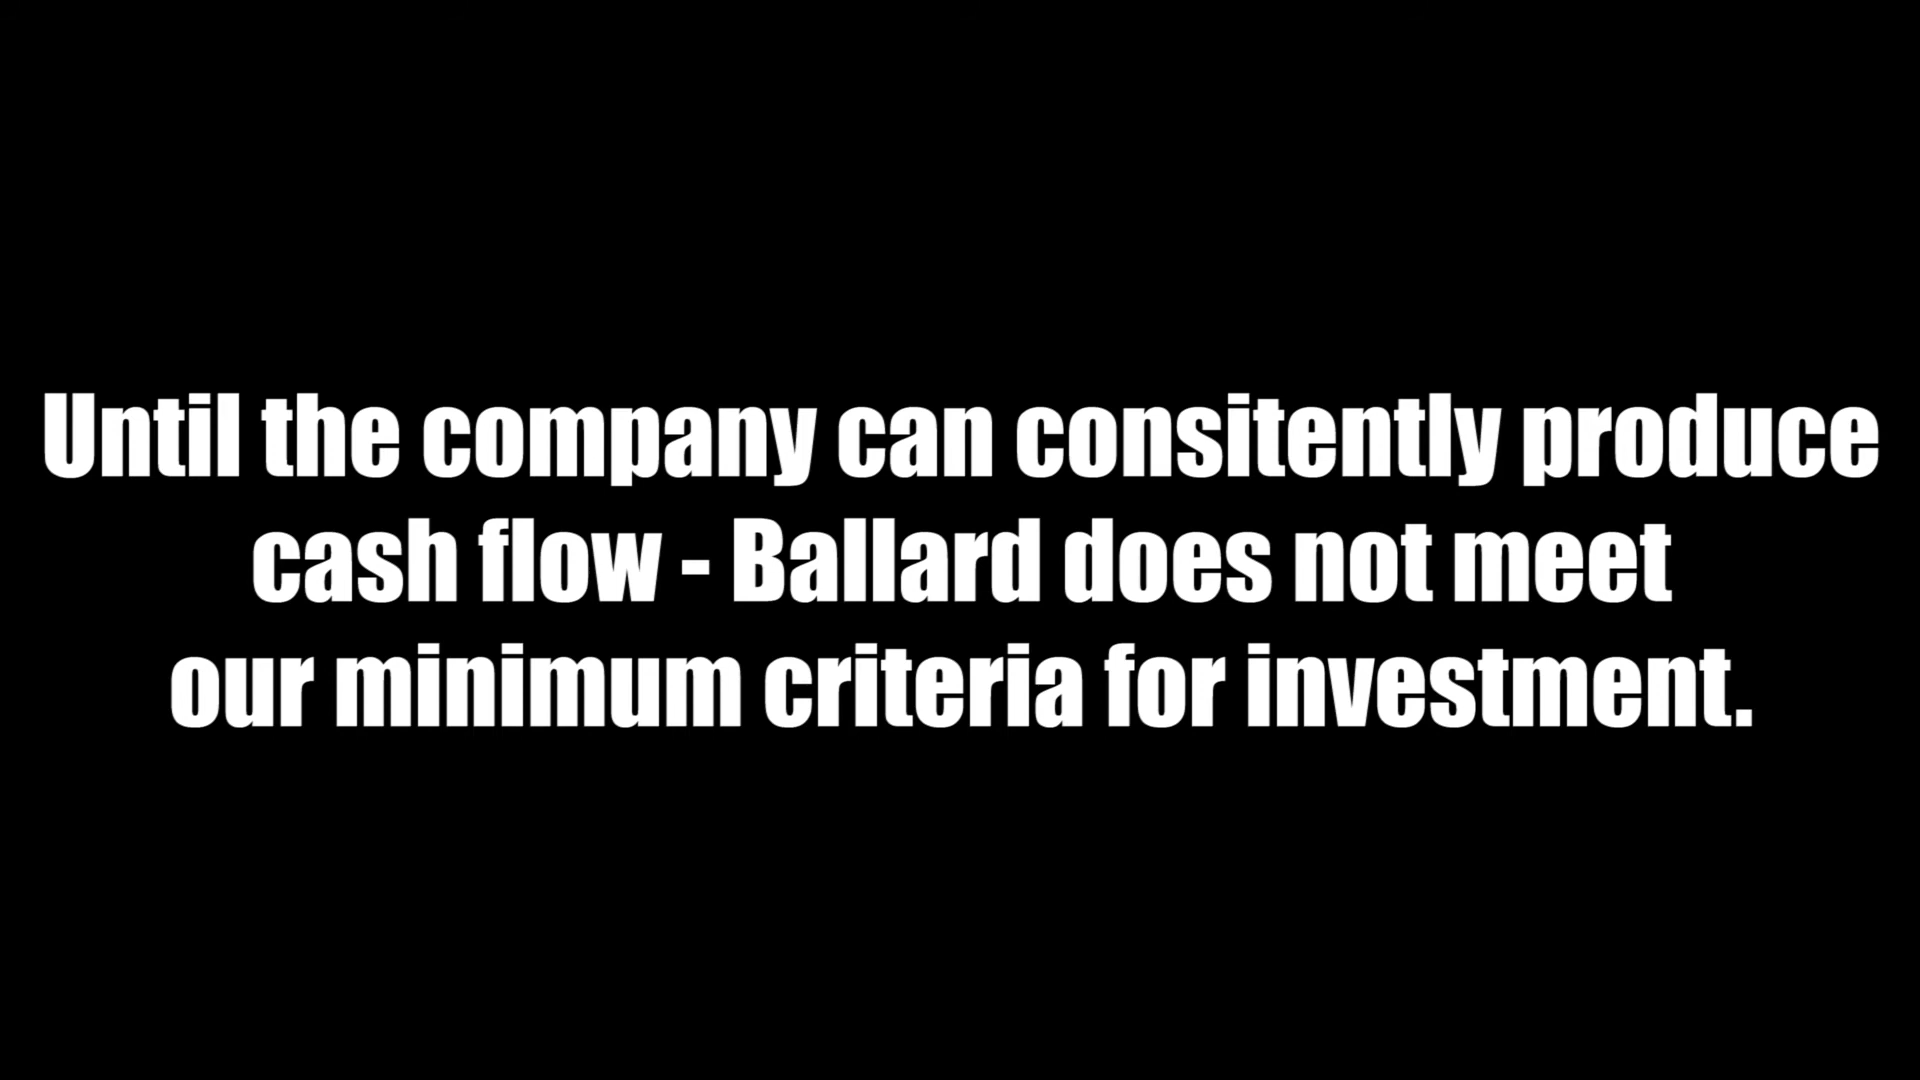 Until the company can consitently produce
cash flow - Ballard does not meet
our minimum criteria for investment.